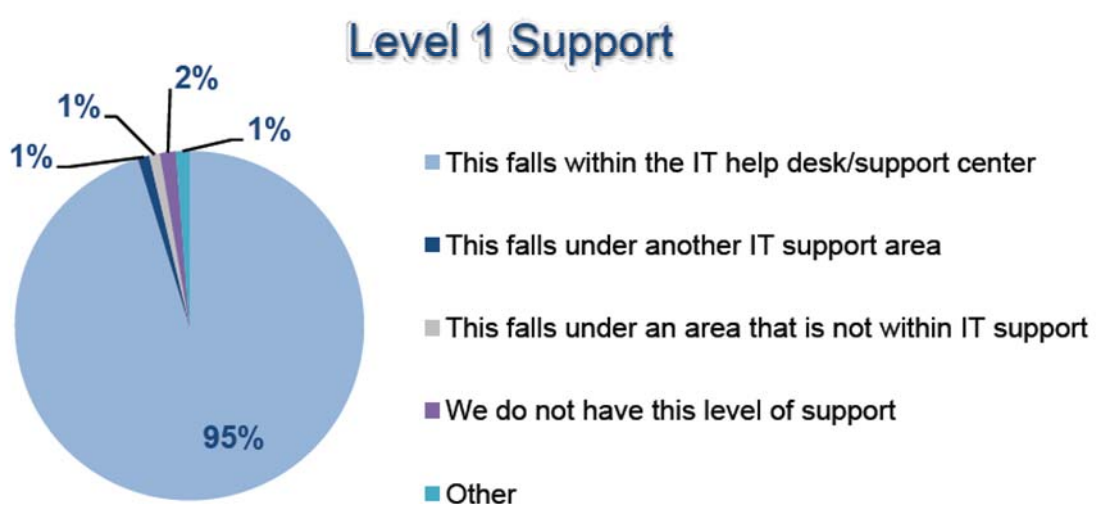 Level 1 Support
2%
1%
1%
1%
This falls within the IT help desk/support center
This falls under another IT support area
This falls under an area that is not within IT support
We do not have this level of support
95%
Other